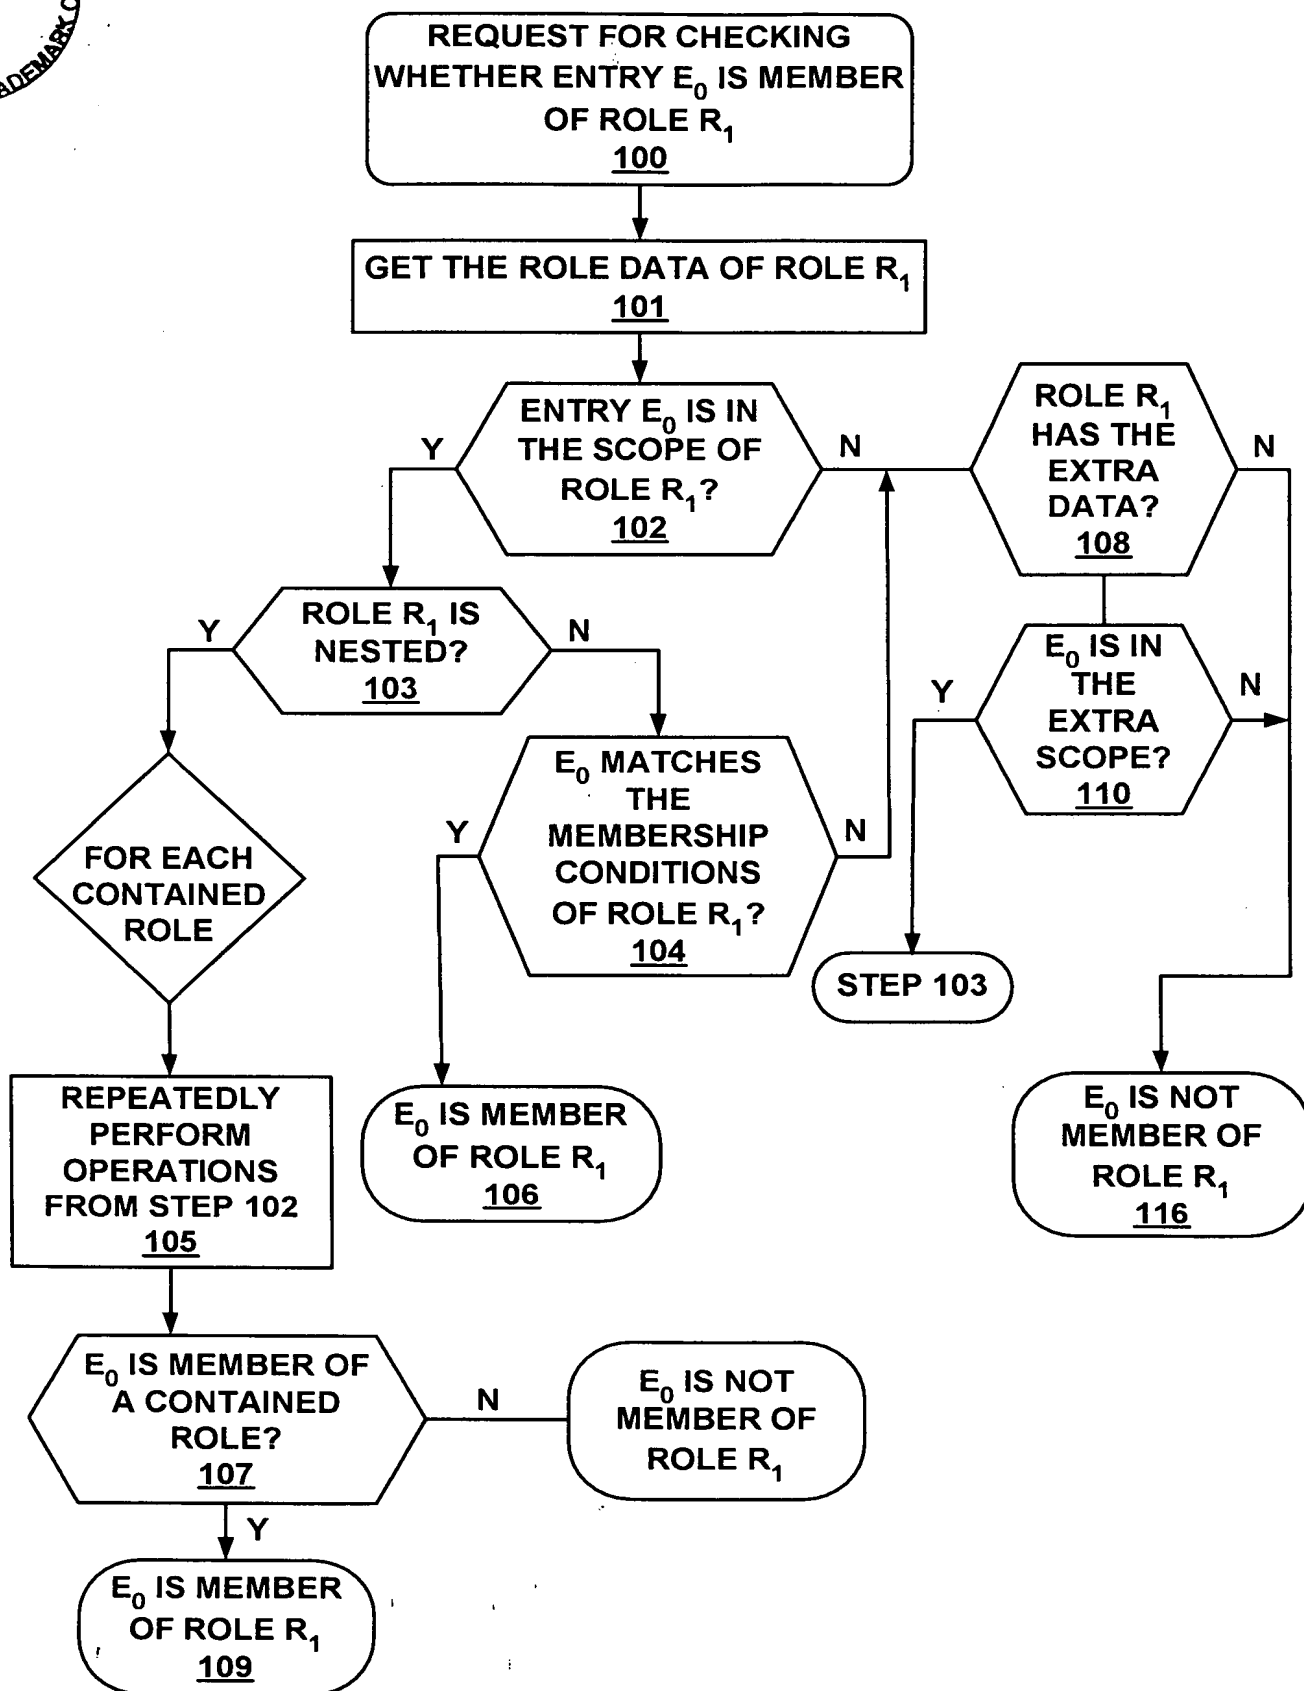 ADEMARK O
REQUEST FOR CHECKING
WHETHER ENTRY E0 IS MEMBER
OF ROLE R1
100
GET THE ROLE DATA OF ROLE R1
101
ENTRY E0 IS IN
THE SCOPE OF
ROLE R1?
102
Y
N
ROLE R1
HAS THE
EXTRA
DATA?
108
N
ROLE R1 IS
NESTED?
103
Y
N
E0 IS IN
THE
EXTRA
SCOPE?
110
Y
N
E0 MATCHES
THE
MEMBERSHIP
CONDITIONS
OF ROLE R1?
104
Y
N
FOR EACH
CONTAINED
ROLE
STEP 103
REPEATEDLY
PERFORM
OPERATIONS
FROM STEP 102
105
E0 IS MEMBER
OF ROLE R1
106
E0 IS NOT
MEMBER OF
ROLE R1
116
E0 IS MEMBER OF
A CONTAINED
ROLE?
107
N
E0 IS NOT
MEMBER OF
ROLE R1
Y
E0 IS MEMBER
OF ROLE R1
109